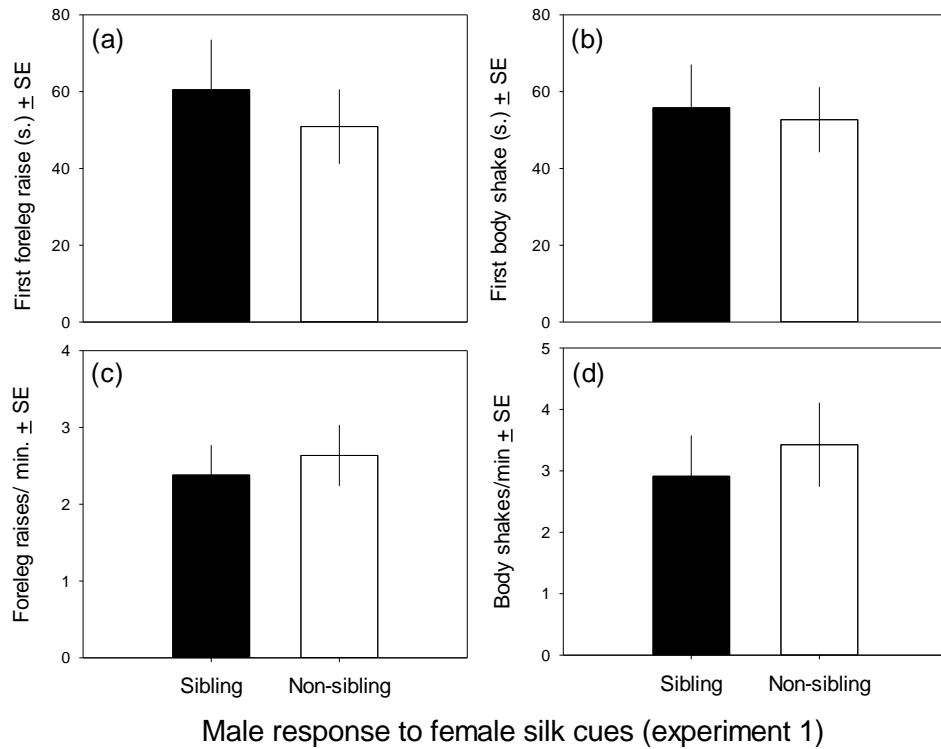 (a)
First foreleg raise (s.) ± SE
80
60
40
20
0
(b)
First body shake (s.) ± SE
80
60
40
20
0
(c)
Foreleg raises/ min. ± SE
4
3
2
1
0
Sibling Non-sibling
(d)
Body shakes/min ± SE
5
4
3
2
1
0
Sibling Non-sibling
Male response to female silk cues (experiment 1)